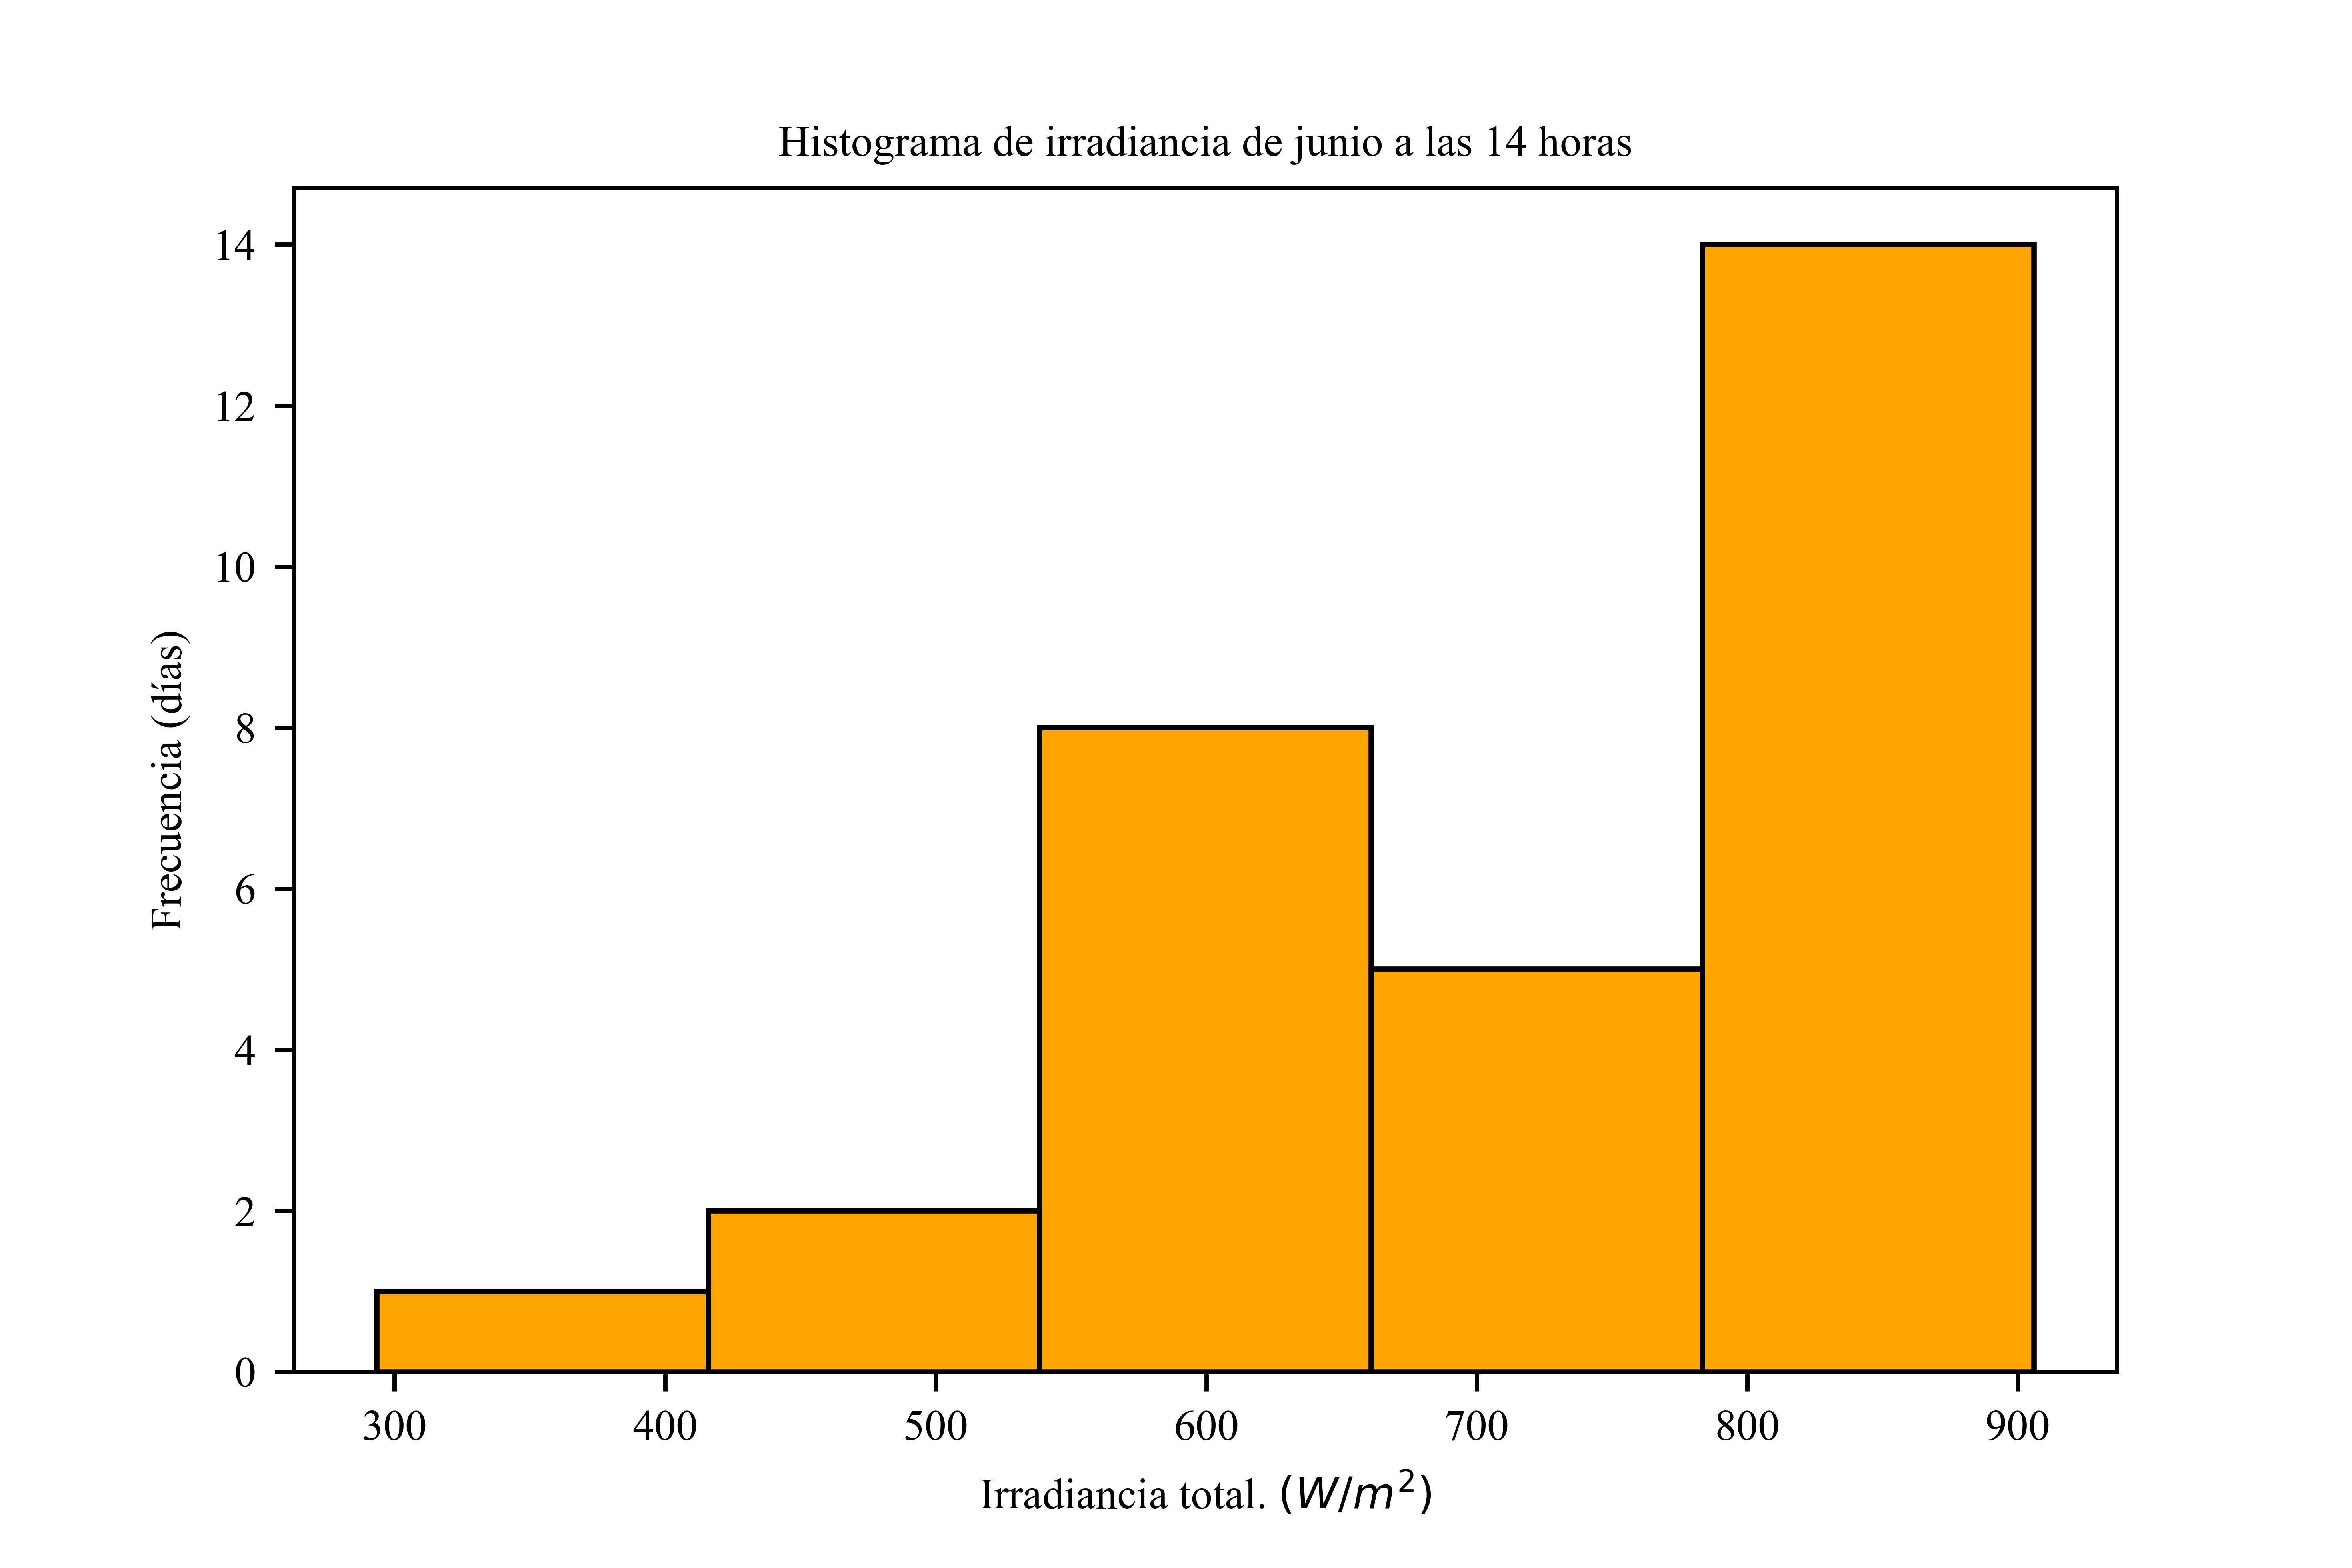 Histograma de irradiancia de junio a las 14 horas
14
12
10
8
6
4
2
0
Frecuencia (días)
300 400 500 600 700 800 900
Irradiancia total. (W/m²)